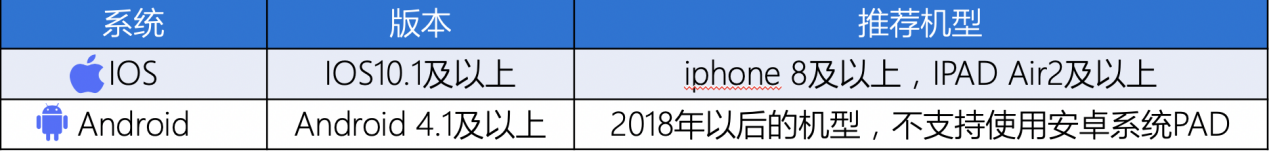 系统 版本 推荐机型
IOS IOS10.1及以上 iphone 8及以上，IPAD Air2及以上
Android Android 4.1及以上 2018年以后的机型，不支持使用安卓系统PAD